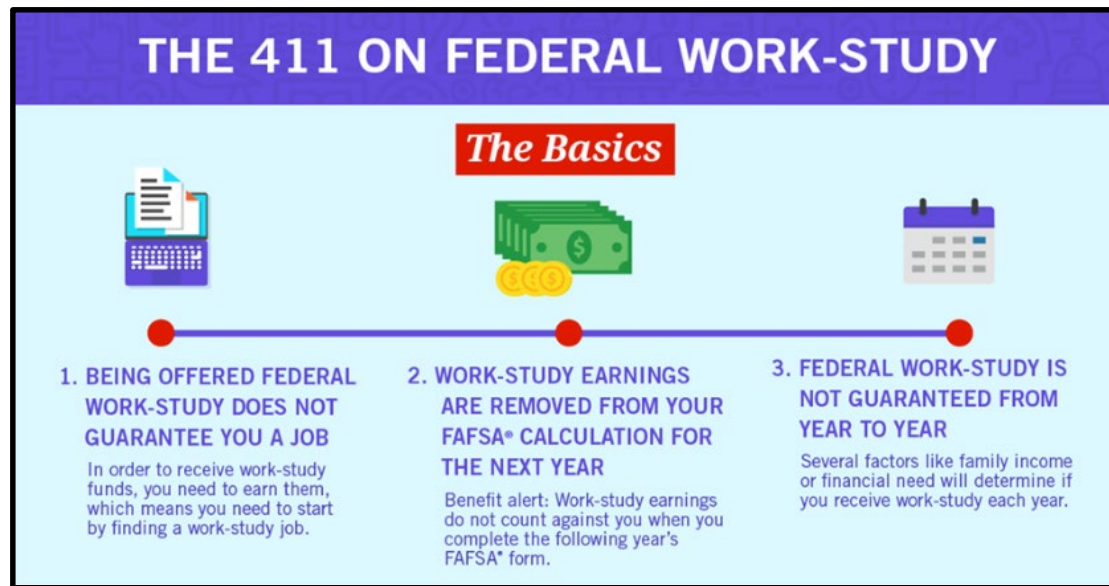 THE 411 ON FEDERAL WORK-STUDY
The Basics
1. BEING OFFERED FEDERAL
WORK-STUDY DOES NOT
GUARANTEE YOU A JOB
In order to receive work-study
funds, you need to earn them,
which means you need to start
by finding a work-study job.
2. WORK-STUDY EARNINGS
ARE REMOVED FROM YOUR
FAFSA® CALCULATION FOR
THE NEXT YEAR
Benefit alert: Work-study earnings
do not count against you when you
complete the following year's
FAFSA® form.
3. FEDERAL WORK-STUDY IS
NOT GUARANTEED FROM
YEAR TO YEAR
Several factors like family income
or financial need will determine if
you receive work-study each year.